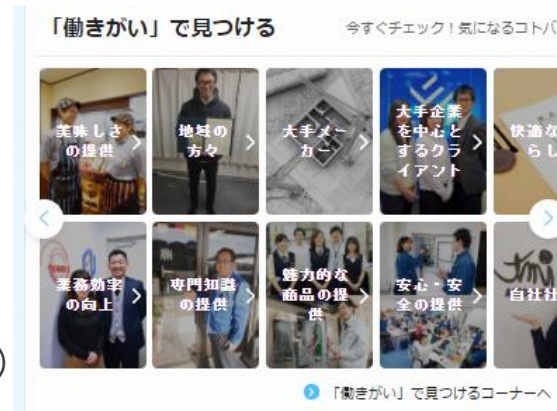 「働きがい」で見つける
今すぐチェック！気になるコトバ
美味しさ
の提供
地域の
方々
大手メー
カー
大手企業
を中心と
するクラ
イアント
快適な
らし
業務効率
の向上
専門知識
の提供
魅力的な
商品の提
供
安心・安
全の提供
自社社
「働きがい」で見つけるコーナーへ